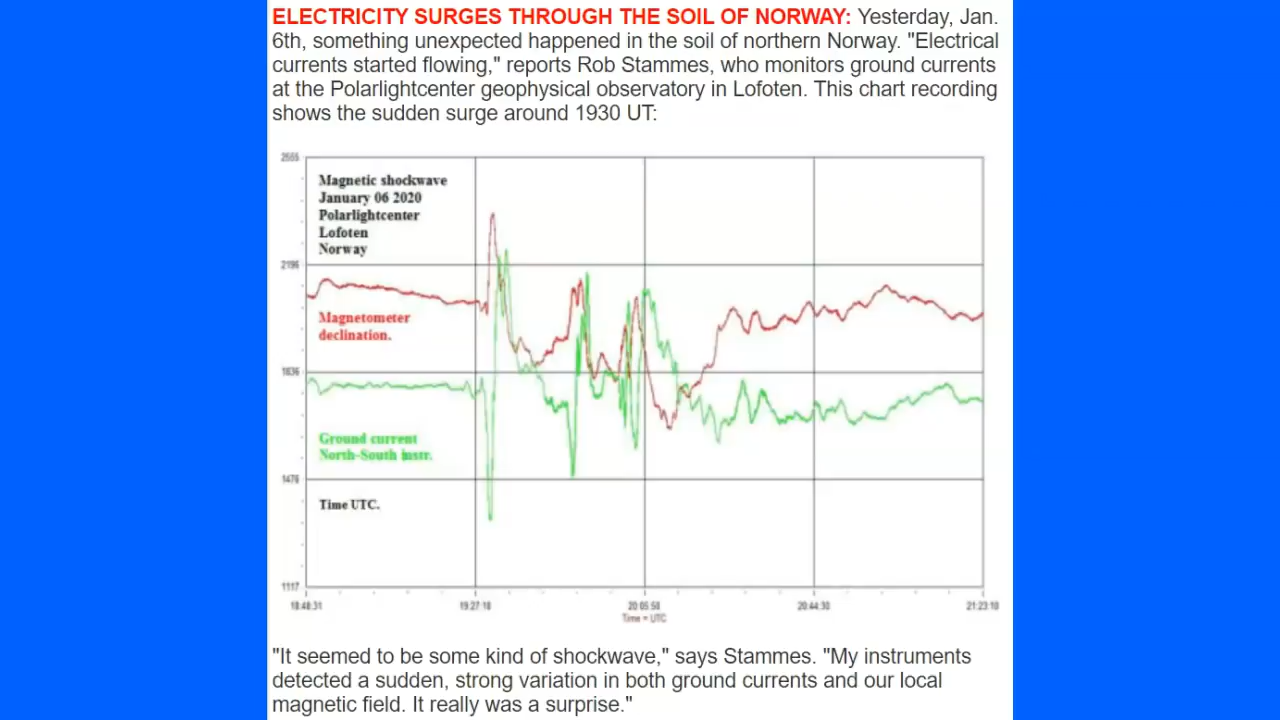 ELECTRICITY SURGES THROUGH THE SOIL OF NORWAY: Yesterday, Jan.
6th, something unexpected happened in the soil of northern Norway. "Electrical
currents started flowing," reports Rob Stammes, who monitors ground currents
at the Polarlightcenter geophysical observatory in Lofoten. This chart recording
shows the sudden surge around 1930 UT:
2555
Magnetic shockwave
January 06 2020
Polarlightcenter
Lofoten
Norway
2196
Magnetometer
declination.
1836
Ground current
North-South instr.
1476
Time UTC.
1117
18:48:31 19:27:10 20:05:50 20:44:30 21:23:10
Time = UTC
"It seemed to be some kind of shockwave," says Stammes. "My instruments
detected a sudden, strong variation in both ground currents and our local
magnetic field. It really was a surprise."